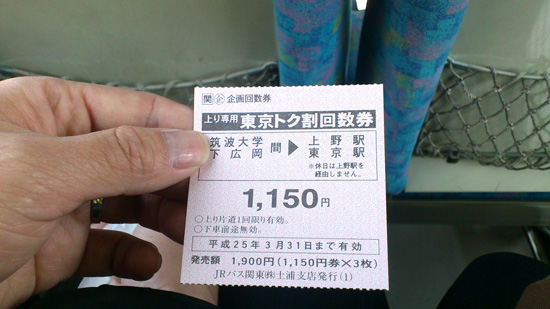 関企 企画回数券
上り専用 東京トク割回数券
筑波大学 下広岡 間 ▶ 上野駅 東京駅
※休日は上野駅を
経由しません。
1,150円
○上り片道1回限り有効。
○下車前途無効。
平成25年3月31日まで有効
発売額 1,900円(1,150円券×3枚)
JRバス関東㈱土浦支店発行(1)